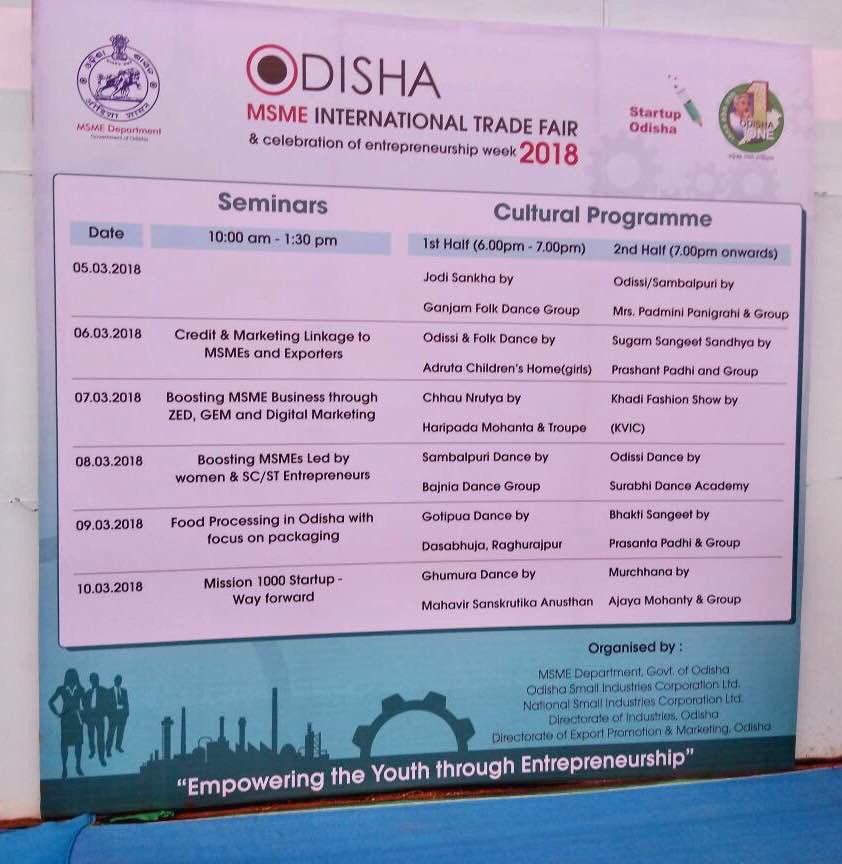 ODISHA
MSME INTERNATIONAL TRADE FAIR
& celebration of entrepreneurship week 2018
MSME Department
Government of Odisha
Startup
Odisha
1
ODISHA
ONE
Seminars
Cultural Programme
Date
10:00 am - 1:30 pm
1st Half (6.00pm - 7.00pm)
2nd Half (7.00pm onwards)
05.03.2018
Jodi Sankha by
Ganjam Folk Dance Group
Odissi/Sambalpuri by
Mrs. Padmini Panigrahi & Group
06.03.2018
Credit & Marketing Linkage to
MSMEs and Exporters
Odissi & Folk Dance by
Adruta Children's Home(girls)
Sugam Sangeet Sandhya by
Prashant Padhi and Group
07.03.2018
Boosting MSME Business through
ZED, GEM and Digital Marketing
Chhau Nrutya by
Haripada Mohanta & Troupe
Khadi Fashion Show by
(KVIC)
08.03.2018
Boosting MSMEs Led by
women & SC/ST Entrepreneurs
Sambalpuri Dance by
Bajnia Dance Group
Odissi Dance by
Surabhi Dance Academy
09.03.2018
Food Processing in Odisha with
focus on packaging
Gotipua Dance by
Dasabhuja, Raghurajpur
Bhakti Sangeet by
Prasanta Padhi & Group
10.03.2018
Mission 1000 Startup -
Way forward
Ghumura Dance by
Mahavir Sanskrutika Anusthan
Murchhana by
Ajaya Mohanty & Group
Organised by :
MSME Department, Govt. of Odisha
Odisha Small Industries Corporation Ltd.
National Small Industries Corporation Ltd.
Directorate of Industries, Odisha
Directorate of Export Promotion & Marketing, Odisha
“Empowering the Youth through Entrepreneurship”